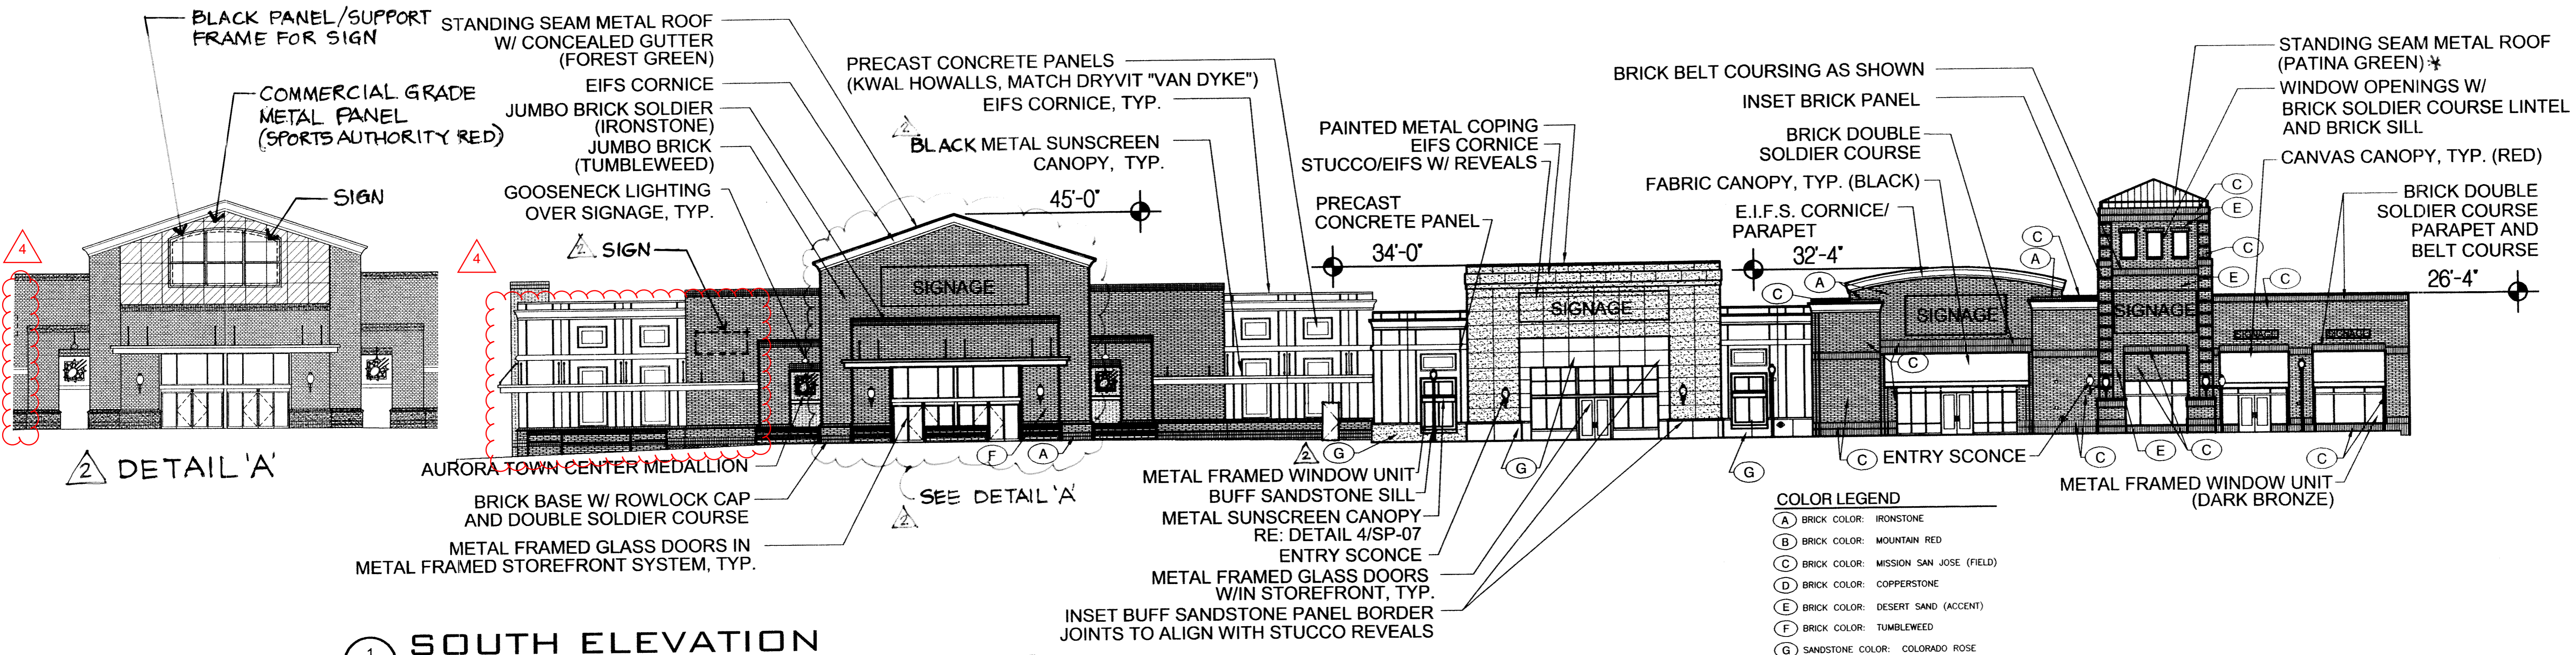 BLACK PANEL/SUPPORT
FRAME FOR SIGN
COMMERCIAL GRADE
METAL PANEL
(SPORTS AUTHORITY RED)
SIGN
4
2 DETAIL 'A'
STANDING SEAM METAL ROOF
W/ CONCEALED GUTTER
(FOREST GREEN)
EIFS CORNICE
JUMBO BRICK SOLDIER
(IRONSTONE)
JUMBO BRICK
(TUMBLEWEED)
GOOSENECK LIGHTING
OVER SIGNAGE, TYP.
2 SIGN
4
PRECAST CONCRETE PANELS
(KWAL HOWALLS, MATCH DRYVIT "VAN DYKE")
EIFS CORNICE, TYP.
2
BLACK METAL SUNSCREEN
CANOPY, TYP.
45'-0"
SIGNAGE
PAINTED METAL COPING
EIFS CORNICE
STUCCO/EIFS W/ REVEALS
PRECAST
CONCRETE PANEL
34'-0"
SIGNAGE
BRICK BELT COURSING AS SHOWN
INSET BRICK PANEL
BRICK DOUBLE
SOLDIER COURSE
FABRIC CANOPY, TYP. (BLACK)
E.I.F.S. CORNICE/
PARAPET
32'-4"
SIGNAGE
STANDING SEAM METAL ROOF
(PATINA GREEN) *
WINDOW OPENINGS W/
BRICK SOLDIER COURSE LINTEL
AND BRICK SILL
CANVAS CANOPY, TYP. (RED)
BRICK DOUBLE
SOLDIER COURSE
PARAPET AND
BELT COURSE
26'-4"
C
E
C
C
A
E
C
A
C
SIGNAGE
SIGNAGE
SIGNAGE
C
AURORA TOWN CENTER MEDALLION
F
A
BRICK BASE W/ ROWLOCK CAP
AND DOUBLE SOLDIER COURSE
METAL FRAMED GLASS DOORS IN
METAL FRAMED STOREFRONT SYSTEM, TYP.
SEE DETAIL 'A'
2
2
G
G
G
METAL FRAMED WINDOW UNIT
BUFF SANDSTONE SILL
METAL SUNSCREEN CANOPY
RE: DETAIL 4/SP-07
ENTRY SCONCE
METAL FRAMED GLASS DOORS
W/IN STOREFRONT, TYP.
INSET BUFF SANDSTONE PANEL BORDER
JOINTS TO ALIGN WITH STUCCO REVEALS
C
ENTRY SCONCE
C
E
C
C
METAL FRAMED WINDOW UNIT
(DARK BRONZE)
COLOR LEGEND
A BRICK COLOR: IRONSTONE
B BRICK COLOR: MOUNTAIN RED
C BRICK COLOR: MISSION SAN JOSE (FIELD)
D BRICK COLOR: COPPERSTONE
E BRICK COLOR: DESERT SAND (ACCENT)
F BRICK COLOR: TUMBLEWEED
G SANDSTONE COLOR: COLORADO ROSE
1 SOUTH ELEVATION